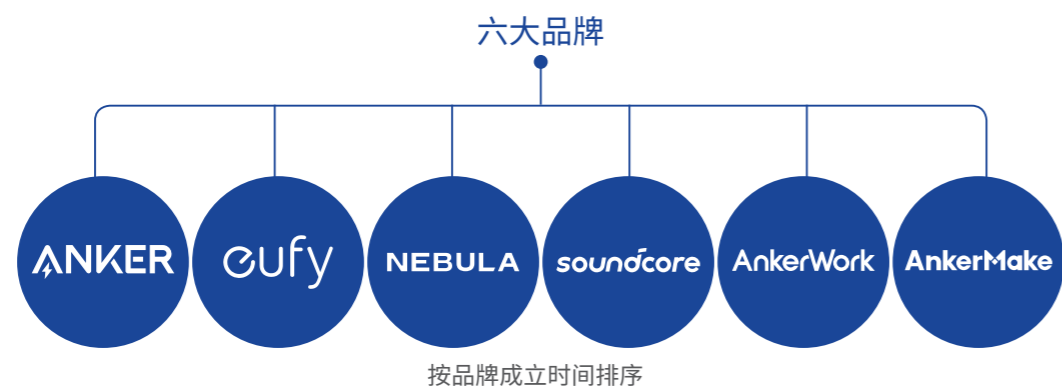 六大品牌
ANKER
eufy
NEBULA
soundcore
AnkerWork
AnkerMake
按品牌成立时间排序